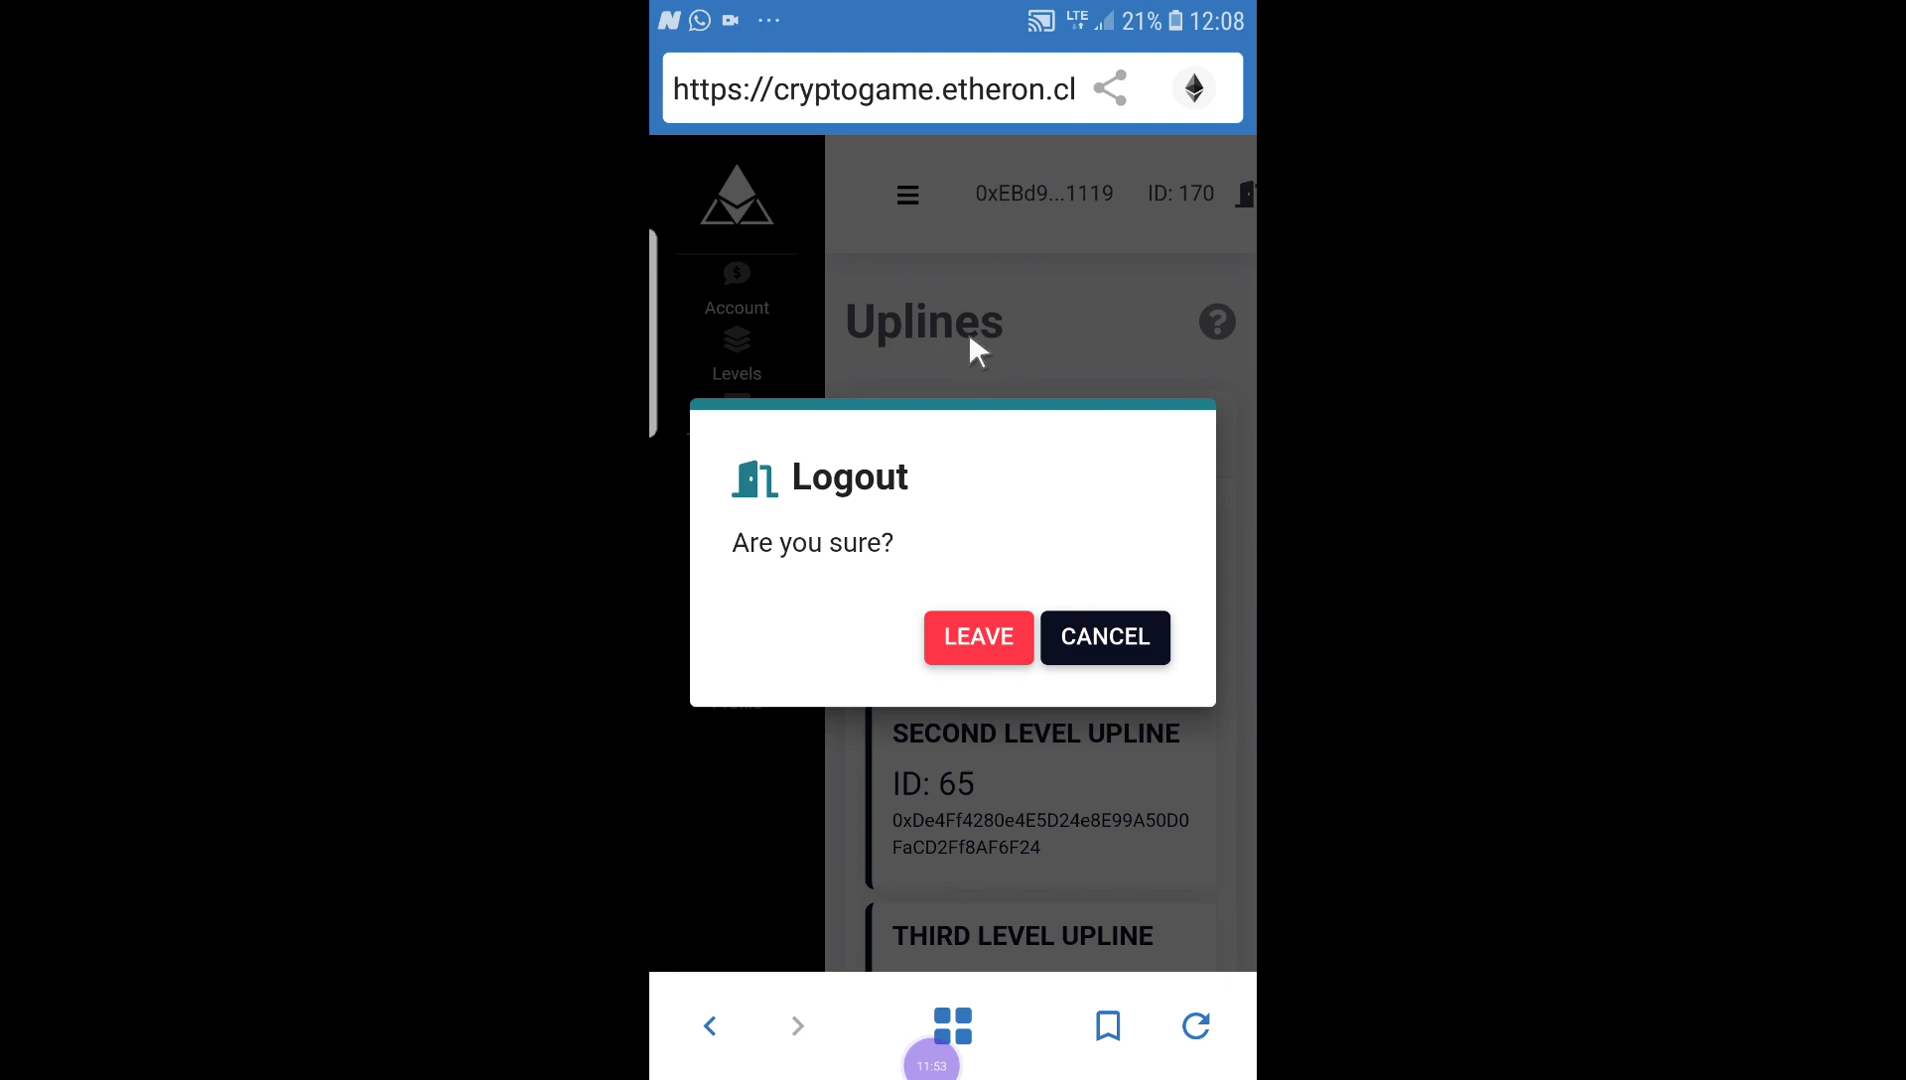 LTE 21% 12:08
https://cryptogame.etheron.cl
0xEBd9...1119 ID: 170
Account
Levels
Uplines
Logout
Are you sure?
LEAVE CANCEL
SECOND LEVEL UPLINE
ID: 65
0xDe4Ff4280e4E5D24e8E99A50D0
FaCD2Ff8AF6F24
THIRD LEVEL UPLINE
11:53